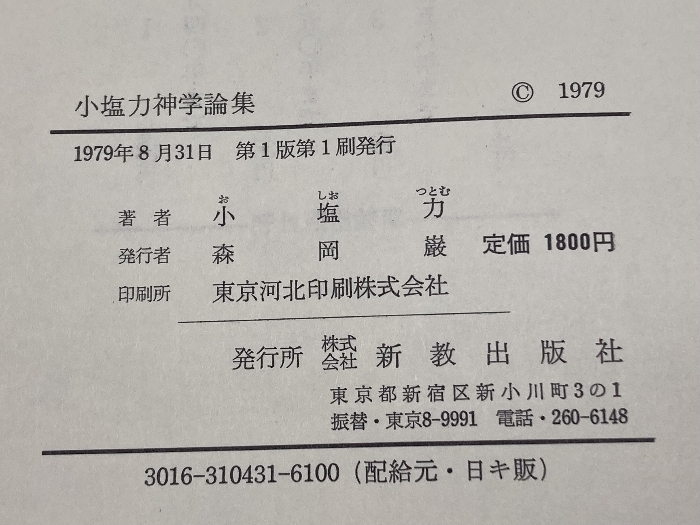 小塩力神学論集 © 1979
1979年8月31日 第1版第1刷発行
お しお つとむ
著者 小塩力
発行者 森岡巌 定価 1800円
印刷所 東京河北印刷株式会社
発行所 株式会社 新教出版社
東京都新宿区新小川町3の1
振替・東京8-9991 電話・260-6148
3016-310431-6100（配給元・日キ販）